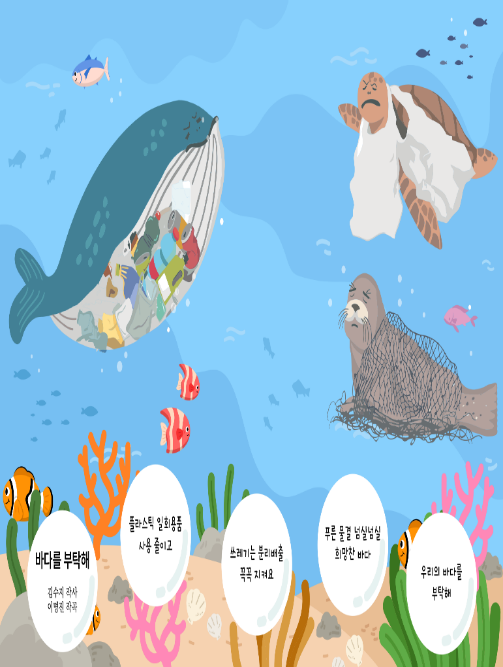 바다를 부탁해
김수지 작사
이병진 작곡
플라스틱 일회용품
사용 줄이고
쓰레기는 분리배출
꼭꼭 지켜요
푸른 물결 넘실넘실
희망찬 바다
우리의 바다를
부탁해